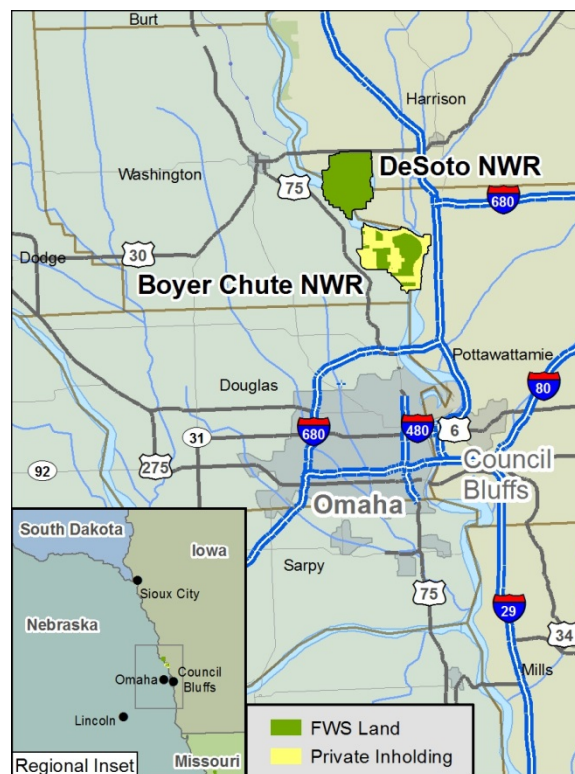 Burt
Harrison
DeSoto NWR
Washington
75
680
30
Dodge
Boyer Chute NWR
Pottawattamie
Douglas
80
680
480
6
31
275
92
Council
Bluffs
Omaha
Sarpy
75
29
34
Mills
South Dakota
Iowa
Sioux City
Nebraska
Omaha
Council
Bluffs
Lincoln
Missouri
Regional Inset
FWS Land
Private Inholding